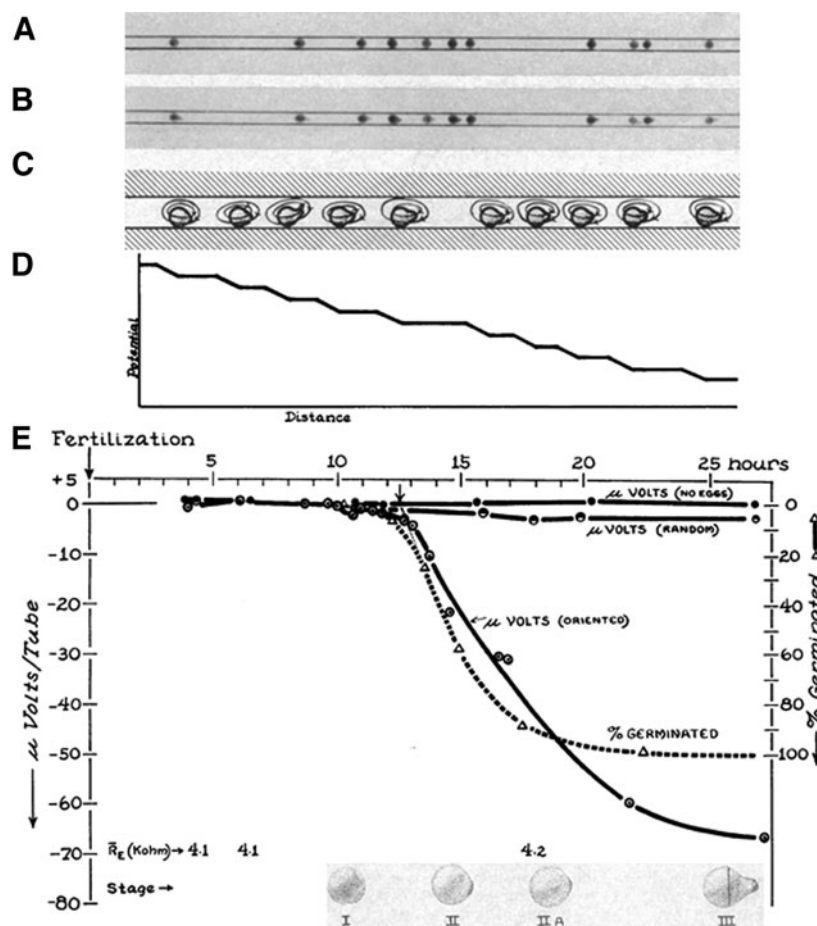 A
B
C
D
Potential
Distance
E
Fertilization
5 10 15 20 25 hours
+5
0
-10
-20
-30
-40
-50
-60
-70
-80
μ Volts/Tube
μ VOLTS (NO EGGS)
μ VOLTS (RANDOM)
μ VOLTS (ORIENTED)
% GERMINATED
0
20
40
60
80
100
% Germinated
R̄E (Kohm) → 4.1 4.1 4.2
Stage →
I II IIA III